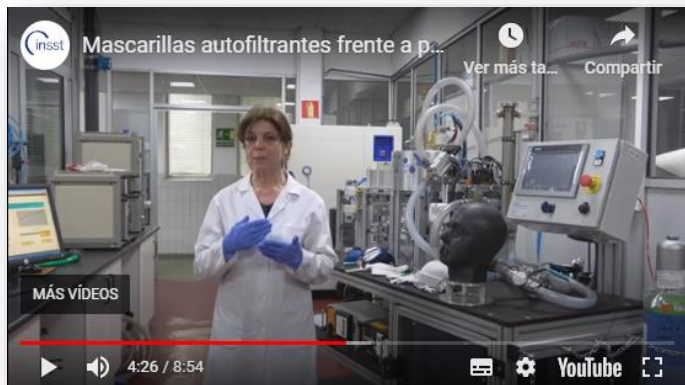 insst
Mascarillas autofiltrantes frente a p...
Ver más ta...
Compartir
MÁS VÍDEOS
4:26 / 8:54
YouTube